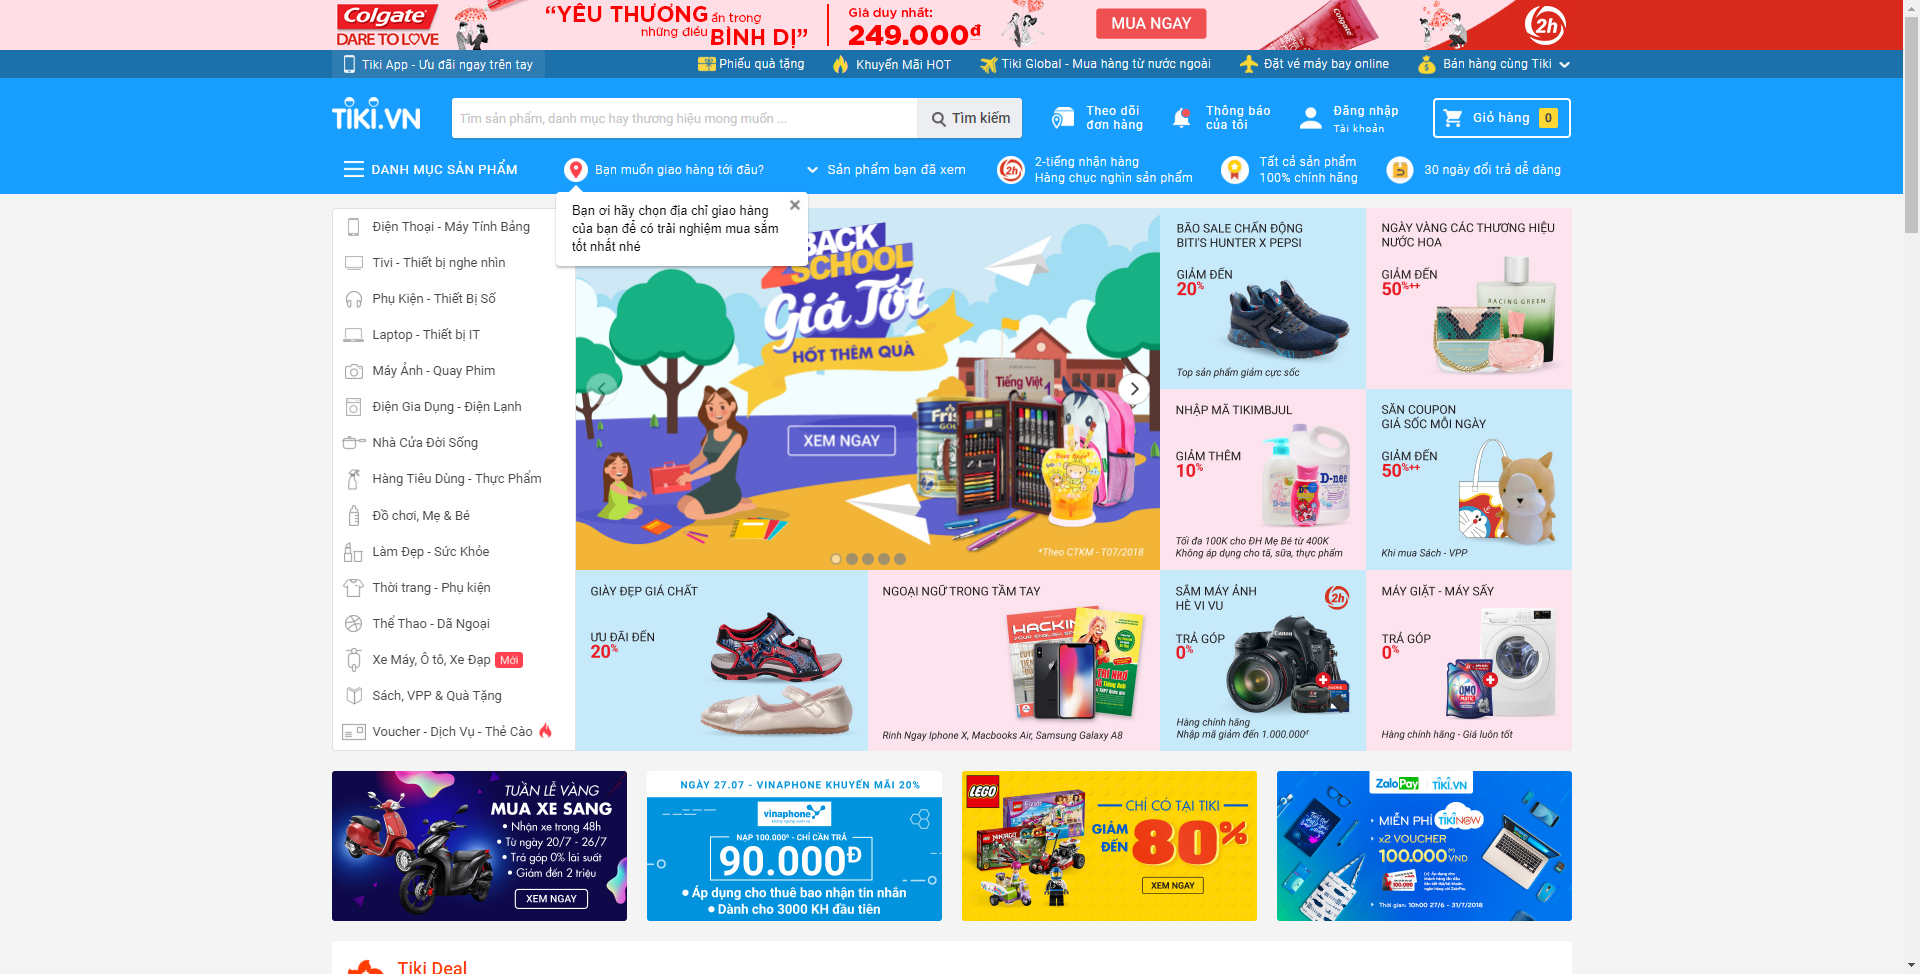 Colgate
DARE TO LOVE
“YÊU THƯƠNG ẩn trong
những điều BÌNH DỊ”
Giá duy nhất:
249.000đ
MUA NGAY
2h
Tiki App - Ưu đãi ngay trên tay
Phiếu quà tặng
Khuyến Mãi HOT
Tiki Global - Mua hàng từ nước ngoài
Đặt vé máy bay online
Bán hàng cùng Tiki
TIKI.VN
Tìm sản phẩm, danh mục hay thương hiệu mong muốn ...
Tìm kiếm
Theo dõi
đơn hàng
Thông báo
của tôi
Đăng nhập
Tài khoản
Giỏ hàng 0
DANH MỤC SẢN PHẨM
Bạn muốn giao hàng tới đâu?
Sản phẩm bạn đã xem
2h
2-tiếng nhận hàng
Hàng chục nghìn sản phẩm
Tất cả sản phẩm
100% chính hãng
30 ngày đổi trả dễ dàng
Bạn ơi hãy chọn địa chỉ giao hàng
của bạn để có trải nghiệm mua sắm
tốt nhất nhé
Điện Thoại - Máy Tính Bảng
Tivi - Thiết bị nghe nhìn
Phụ Kiện - Thiết Bị Số
Laptop - Thiết bị IT
Máy Ảnh - Quay Phim
Điện Gia Dụng - Điện Lạnh
Nhà Cửa Đời Sống
Hàng Tiêu Dùng - Thực Phẩm
Đồ chơi, Mẹ & Bé
Làm Đẹp - Sức Khỏe
Thời trang - Phụ kiện
Thể Thao - Dã Ngoại
Xe Máy, Ô tô, Xe Đạp Mới
Sách, VPP & Quà Tặng
Voucher - Dịch Vụ - Thẻ Cào
BACK
2 SCHOOL
Giá Tốt
HỐT THÊM QUÀ
Tiếng Việt 1
XEM NGAY
*Theo CTKM - T07/2018
BÃO SALE CHẤN ĐỘNG
BITI'S HUNTER X PEPSI
GIẢM ĐẾN
20%
Top sản phẩm giảm cực sốc
NGÀY VÀNG CÁC THƯƠNG HIỆU
NƯỚC HOA
GIẢM ĐẾN
50%++
RACING GREEN
NHẬP MÃ TIKIMBJUL
GIẢM THÊM
10%
D-nee
Tối đa 100K cho ĐH Mẹ Bé từ 400K
Không áp dụng cho tã, sữa, thực phẩm
SĂN COUPON
GIÁ SỐC MỖI NGÀY
GIẢM ĐẾN
50%++
Khi mua Sách - VPP
GIÀY ĐẸP GIÁ CHẤT
ƯU ĐÃI ĐẾN
20%
NGOẠI NGỮ TRONG TẦM TAY
Rinh Ngay Iphone X, Macbooks Air, Samsung Galaxy A8
SẮM MÁY ẢNH
HÈ VI VU
2h
TRẢ GÓP
0%
Canon
Hàng chính hãng
Nhập mã giảm đến 1.000.000đ
MÁY GIẶT - MÁY SẤY
TRẢ GÓP
0%
OMO
MATIC
Hàng chính hãng - Giá luôn tốt
TUẦN LỄ VÀNG
MUA XE SANG
• Nhận xe trong 48h
• Từ ngày 20/7 - 26/7
• Trả góp 0% lãi suất
• Giảm đến 2 triệu
XEM NGAY
NGÀY 27.07 - VINAPHONE KHUYẾN MÃI 20%
vinaphone
NẠP 100.000Đ - CHỈ CẦN TRẢ
90.000Đ
• Áp dụng cho thuê bao nhận tin nhắn
• Dành cho 3000 KH đầu tiên
LEGO
CHỈ CÓ TẠI TIKI
GIẢM
ĐẾN 80%
XEM NGAY
ZaloPay TIKI.VN
MIỄN PHÍ TIKINOW
x2 VOUCHER
100.000(*)VND
Thời gian: 10h00 27/6 - 31/7/2018
Tiki Deal